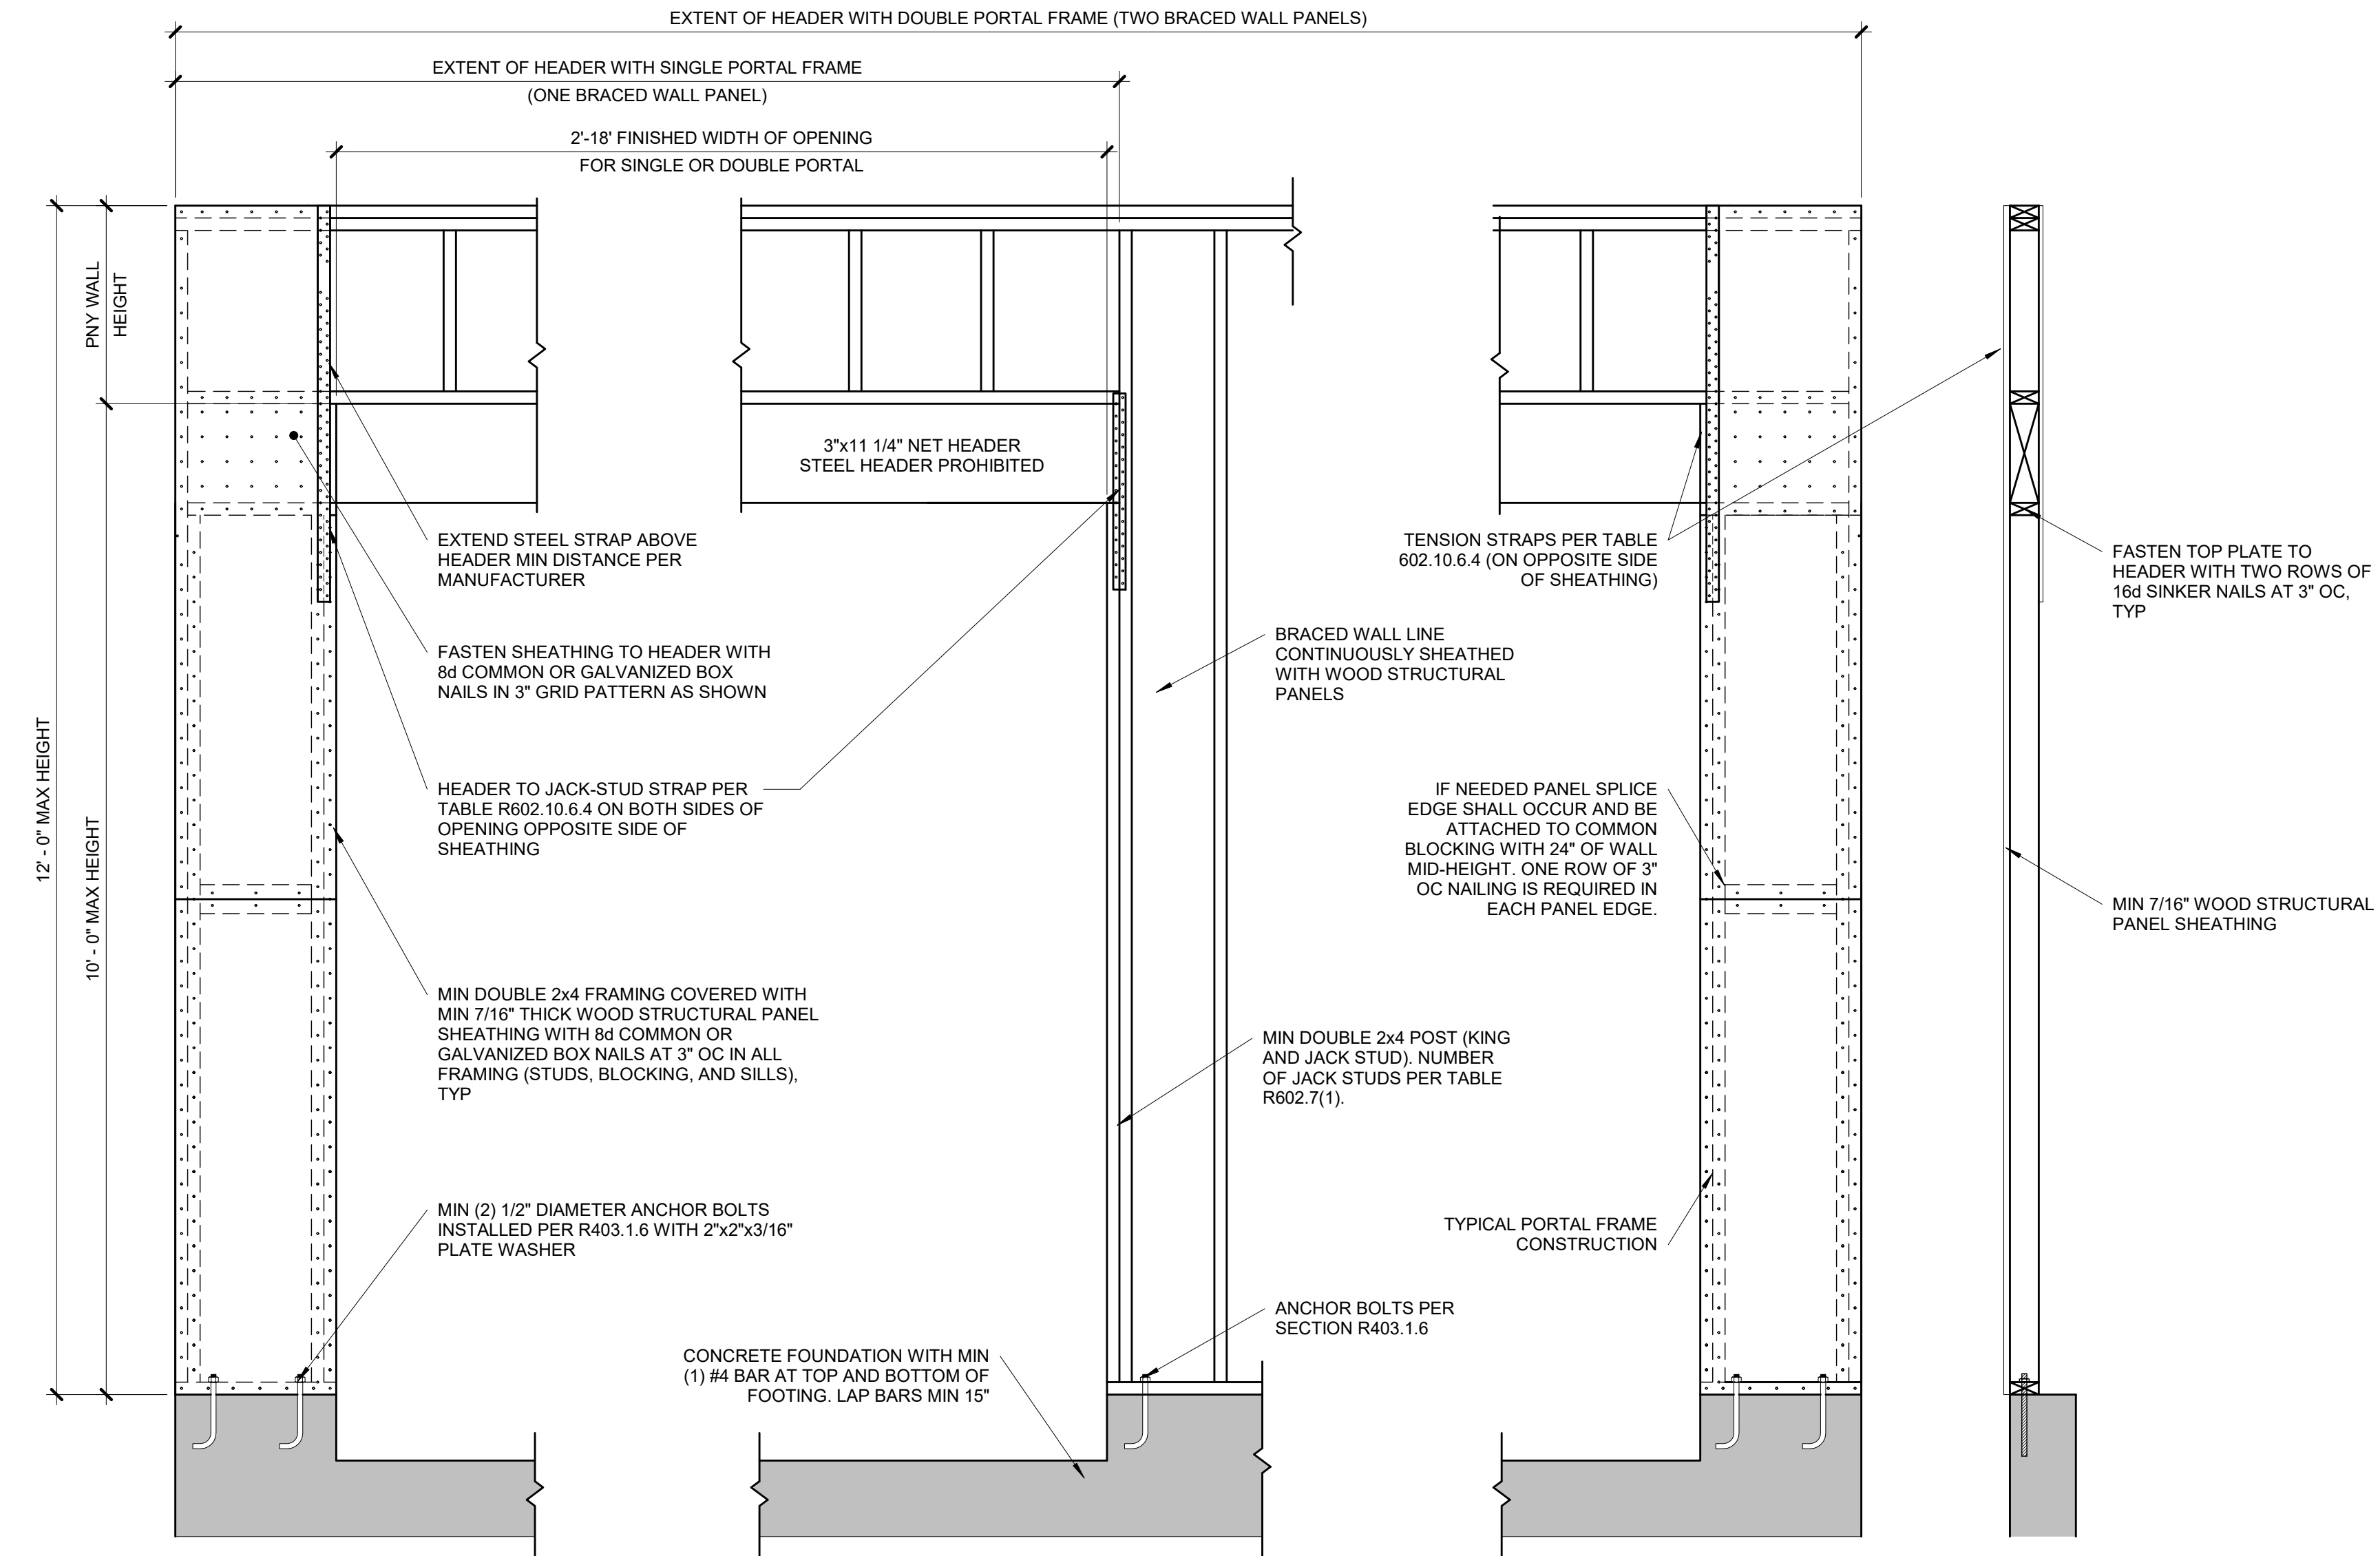 EXTENT OF HEADER WITH DOUBLE PORTAL FRAME (TWO BRACED WALL PANELS)
EXTENT OF HEADER WITH SINGLE PORTAL FRAME
(ONE BRACED WALL PANEL)
2'-18' FINISHED WIDTH OF OPENING
FOR SINGLE OR DOUBLE PORTAL
PNY WALL
HEIGHT
12' - 0" MAX HEIGHT
10' - 0" MAX HEIGHT
3"x11 1/4" NET HEADER
STEEL HEADER PROHIBITED
EXTEND STEEL STRAP ABOVE
HEADER MIN DISTANCE PER
MANUFACTURER
FASTEN SHEATHING TO HEADER WITH
8d COMMON OR GALVANIZED BOX
NAILS IN 3" GRID PATTERN AS SHOWN
HEADER TO JACK-STUD STRAP PER
TABLE R602.10.6.4 ON BOTH SIDES OF
OPENING OPPOSITE SIDE OF
SHEATHING
MIN DOUBLE 2x4 FRAMING COVERED WITH
MIN 7/16" THICK WOOD STRUCTURAL PANEL
SHEATHING WITH 8d COMMON OR
GALVANIZED BOX NAILS AT 3" OC IN ALL
FRAMING (STUDS, BLOCKING, AND SILLS),
TYP
MIN (2) 1/2" DIAMETER ANCHOR BOLTS
INSTALLED PER R403.1.6 WITH 2"x2"x3/16"
PLATE WASHER
CONCRETE FOUNDATION WITH MIN
(1) #4 BAR AT TOP AND BOTTOM OF
FOOTING. LAP BARS MIN 15"
BRACED WALL LINE
CONTINUOUSLY SHEATHED
WITH WOOD STRUCTURAL
PANELS
MIN DOUBLE 2x4 POST (KING
AND JACK STUD). NUMBER
OF JACK STUDS PER TABLE
R602.7(1).
ANCHOR BOLTS PER
SECTION R403.1.6
TENSION STRAPS PER TABLE
602.10.6.4 (ON OPPOSITE SIDE
OF SHEATHING)
IF NEEDED PANEL SPLICE
EDGE SHALL OCCUR AND BE
ATTACHED TO COMMON
BLOCKING WITH 24" OF WALL
MID-HEIGHT. ONE ROW OF 3"
OC NAILING IS REQUIRED IN
EACH PANEL EDGE.
TYPICAL PORTAL FRAME
CONSTRUCTION
FASTEN TOP PLATE TO
HEADER WITH TWO ROWS OF
16d SINKER NAILS AT 3" OC,
TYP
MIN 7/16" WOOD STRUCTURAL
PANEL SHEATHING